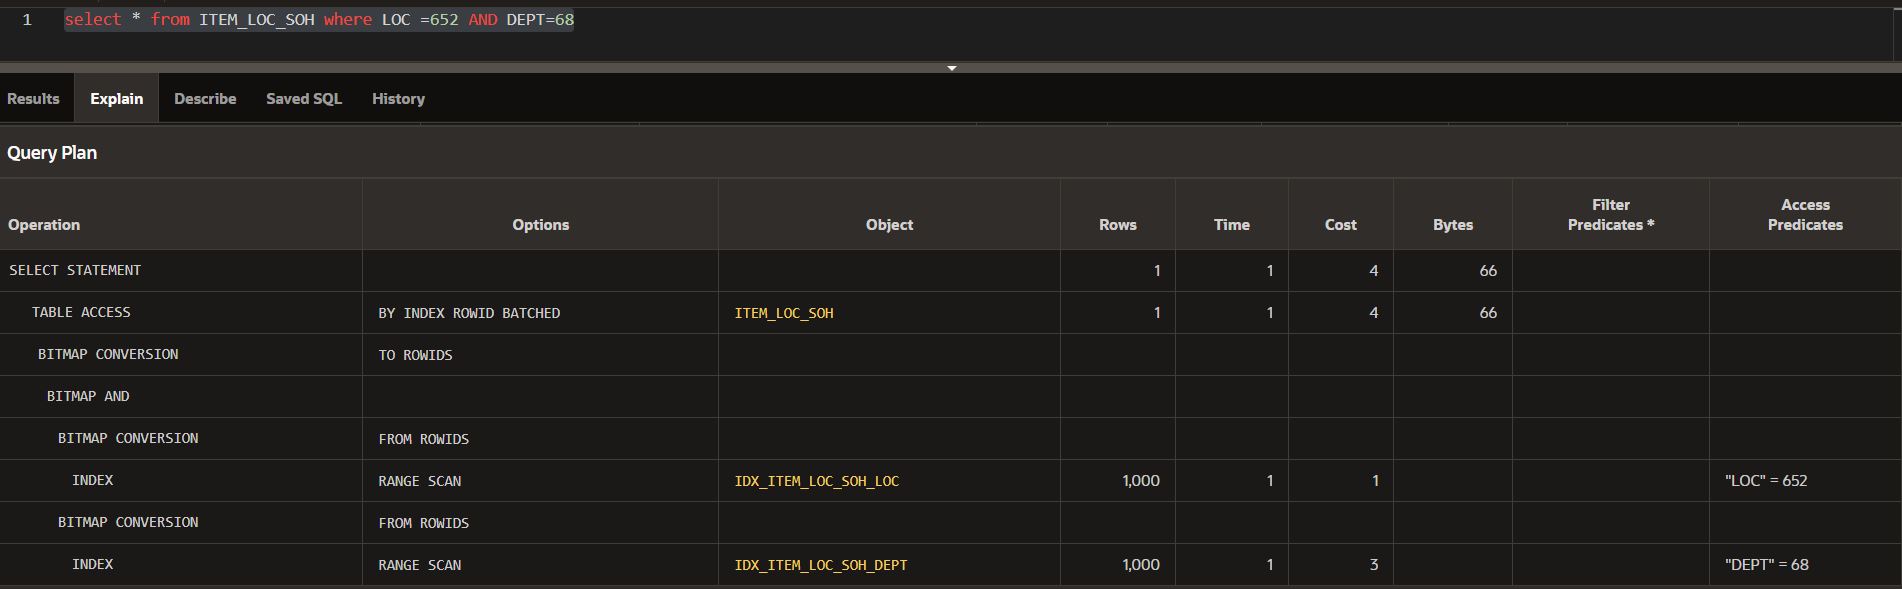 1 select * from ITEM_LOC_SOH where LOC =652 AND DEPT=68
Results Explain Describe Saved SQL History
Query Plan
Operation Options Object Rows Time Cost Bytes Filter Predicates * Access Predicates
SELECT STATEMENT 1 1 4 66
TABLE ACCESS BY INDEX ROWID BATCHED ITEM_LOC_SOH 1 1 4 66
BITMAP CONVERSION TO ROWIDS
BITMAP AND
BITMAP CONVERSION FROM ROWIDS
INDEX RANGE SCAN IDX_ITEM_LOC_SOH_LOC 1,000 1 1 "LOC" = 652
BITMAP CONVERSION FROM ROWIDS
INDEX RANGE SCAN IDX_ITEM_LOC_SOH_DEPT 1,000 1 3 "DEPT" = 68